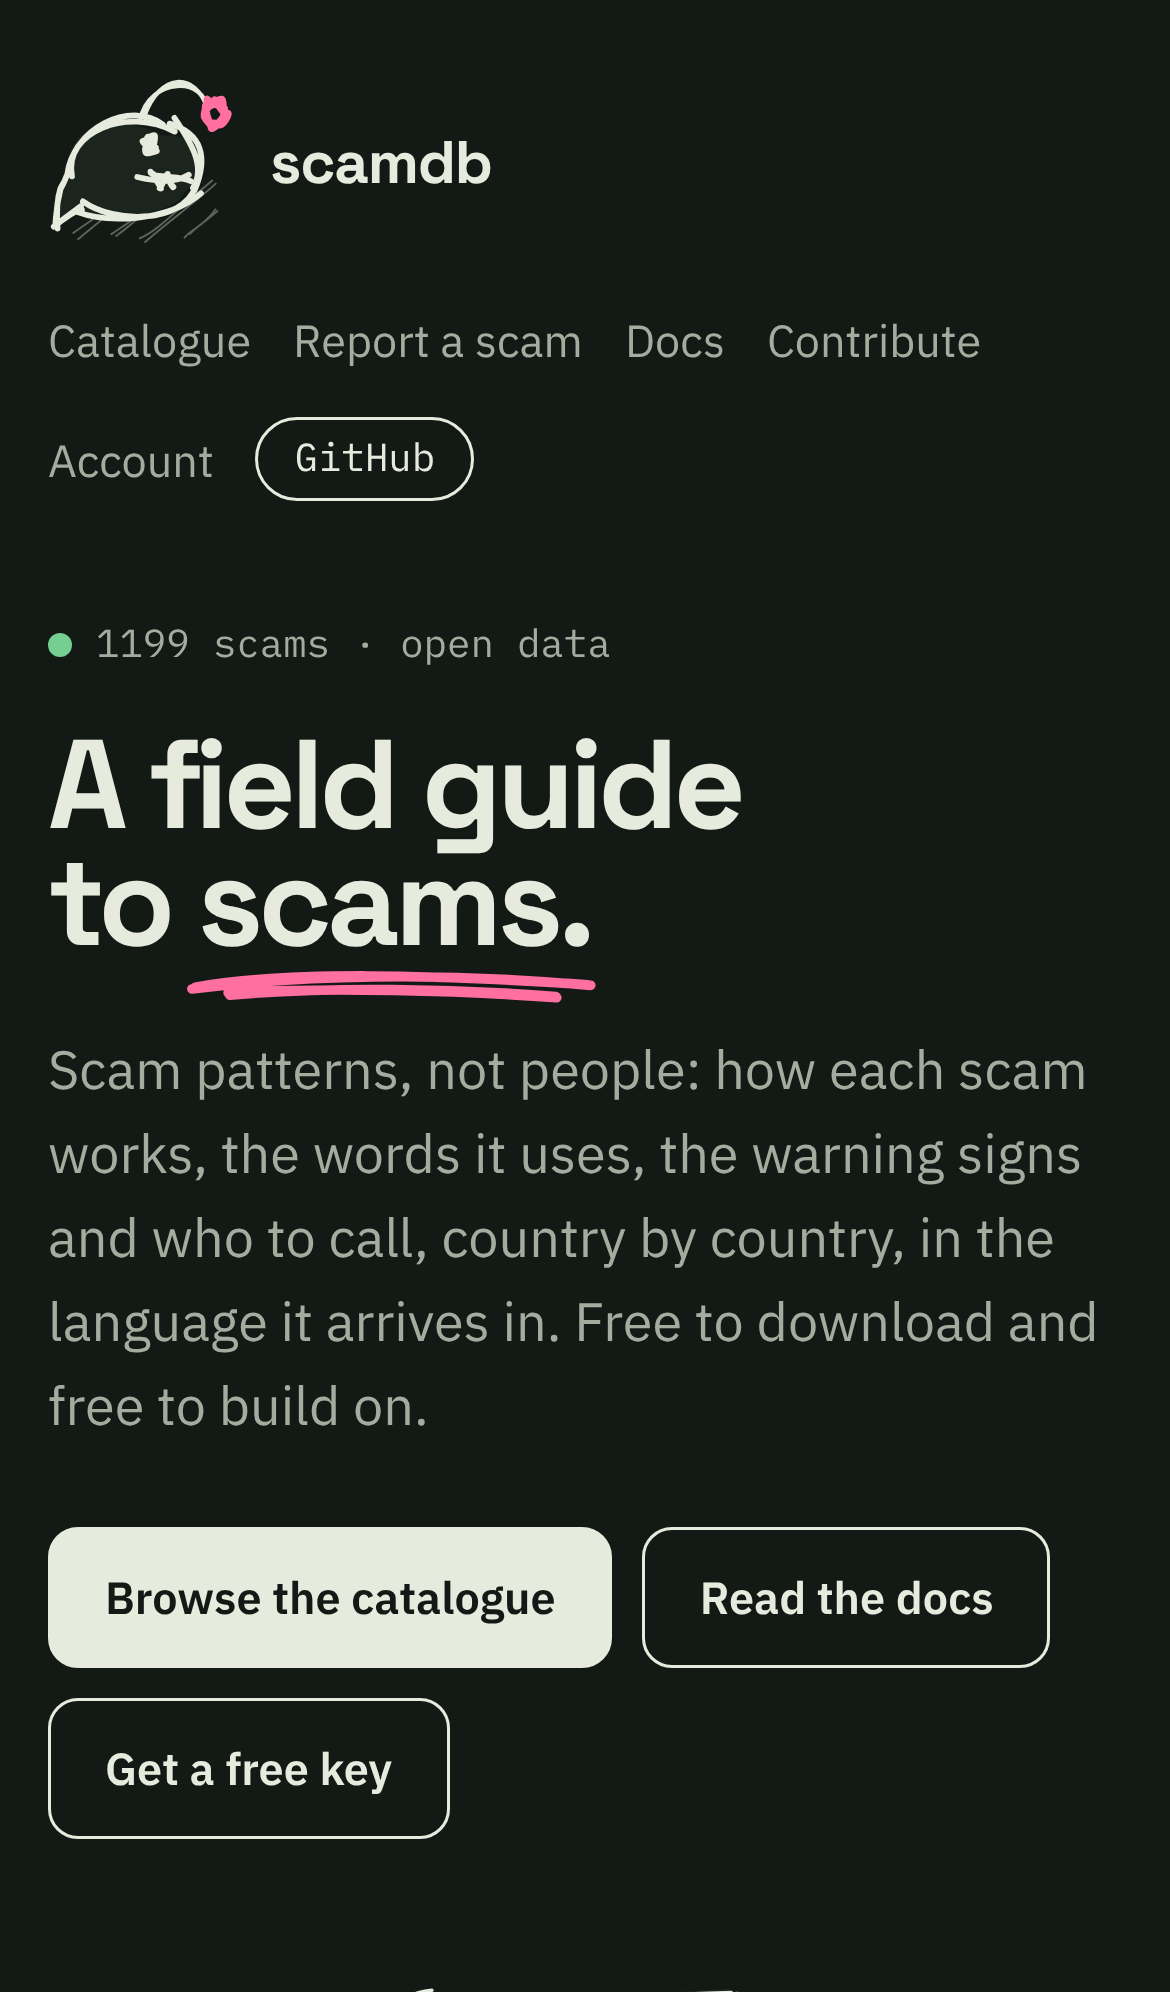 scamdb
Catalogue Report a scam Docs Contribute
Account GitHub
1199 scams · open data
A field guide
to scams.
Scam patterns, not people: how each scam
works, the words it uses, the warning signs
and who to call, country by country, in the
language it arrives in. Free to download and
free to build on.
Browse the catalogue Read the docs
Get a free key